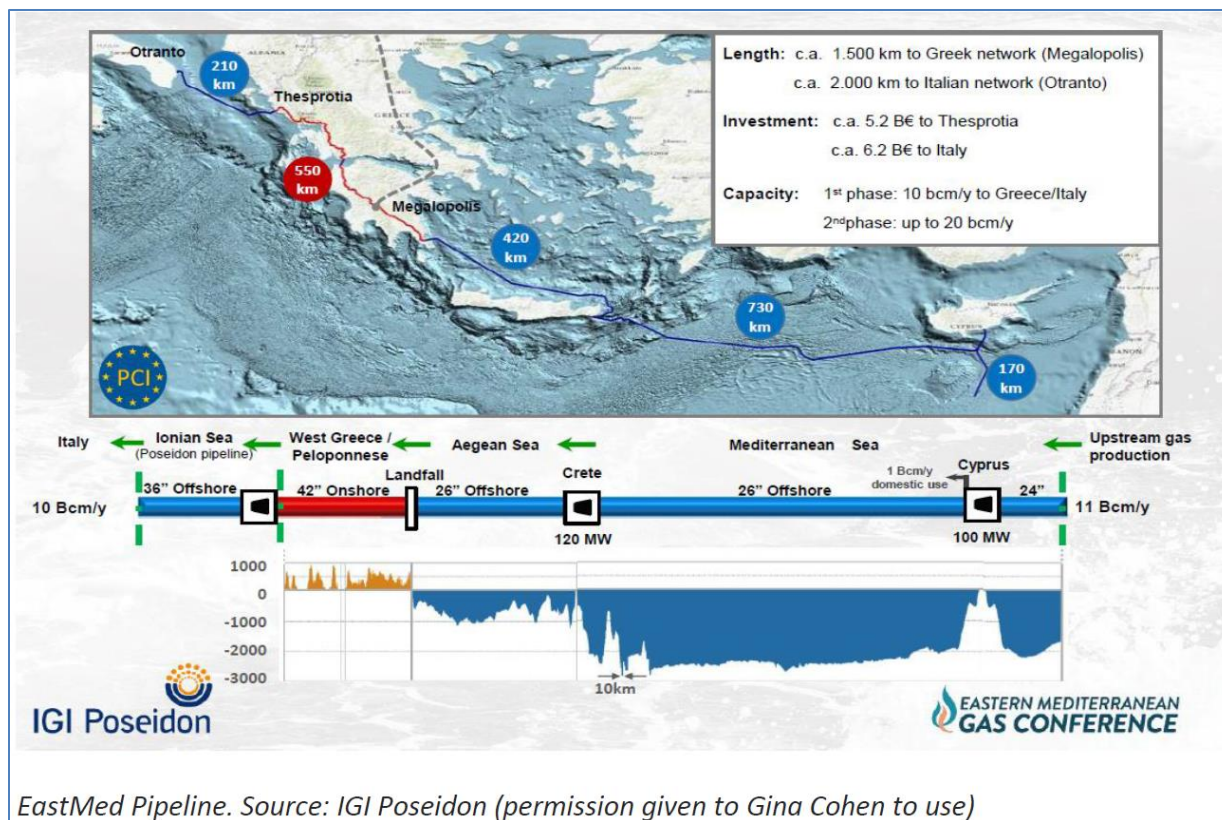 Otranto
ALBANIA
210
km
Thesprotia
GREECE
550
km
Megalopolis
420
km
730
km
CYPRUS
170
km
Length: c.a. 1.500 km to Greek network (Megalopolis)
c.a. 2.000 km to Italian network (Otranto)
Investment: c.a. 5.2 B€ to Thesprotia
c.a. 6.2 B€ to Italy
Capacity: 1st phase: 10 bcm/y to Greece/Italy
2ndphase: up to 20 bcm/y
PCI
Italy
Ionian Sea
(Poseidon pipeline)
West Greece /
Peloponnese
Aegean Sea
Mediterranean Sea
Upstream gas
production
Landfall
Crete
1 Bcm/y
domestic use
Cyprus
36” Offshore
42” Onshore
26” Offshore
26” Offshore
24”
10 Bcm/y
11 Bcm/y
120 MW
100 MW
1000
0
-1000
-2000
-3000
10km
IGI Poseidon
EASTERN MEDITERRANEAN
GAS CONFERENCE
EastMed Pipeline. Source: IGI Poseidon (permission given to Gina Cohen to use)